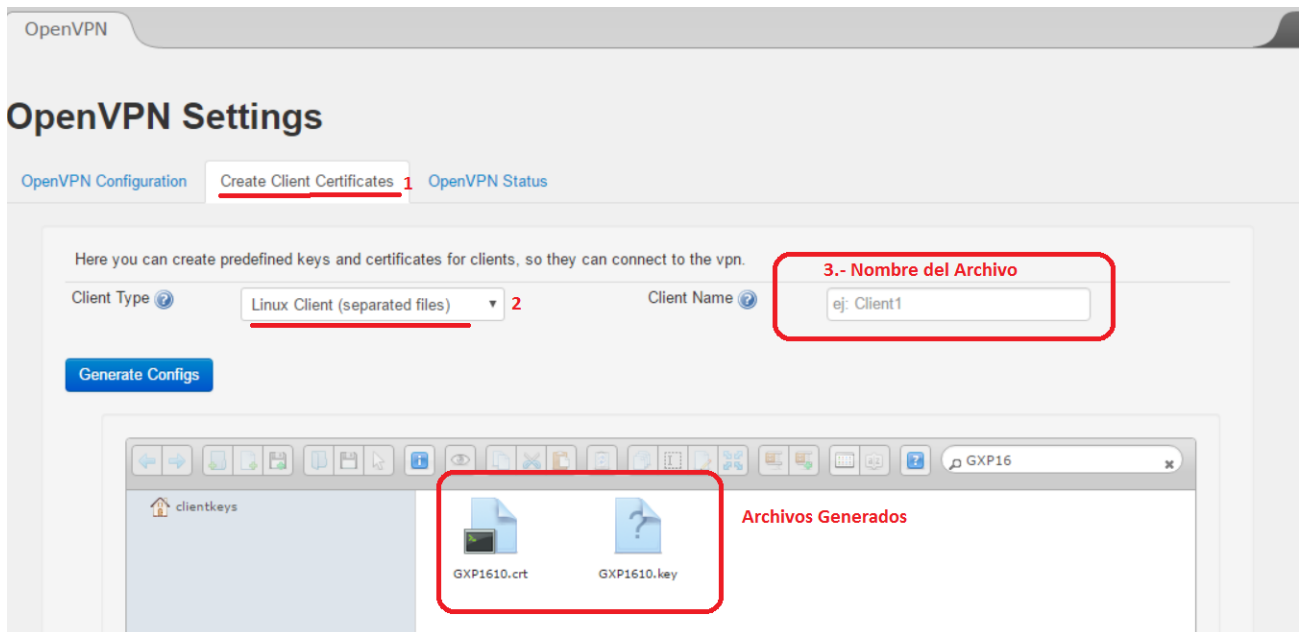 OpenVPN
OpenVPN Settings
OpenVPN Configuration
Create Client Certificates
1
OpenVPN Status
Here you can create predefined keys and certificates for clients, so they can connect to the vpn.
3.- Nombre del Archivo
Client Type
Linux Client (separated files)
2
Client Name
ej: Client1
Generate Configs
GXP16
clientkeys
Archivos Generados
GXP1610.crt
GXP1610.key